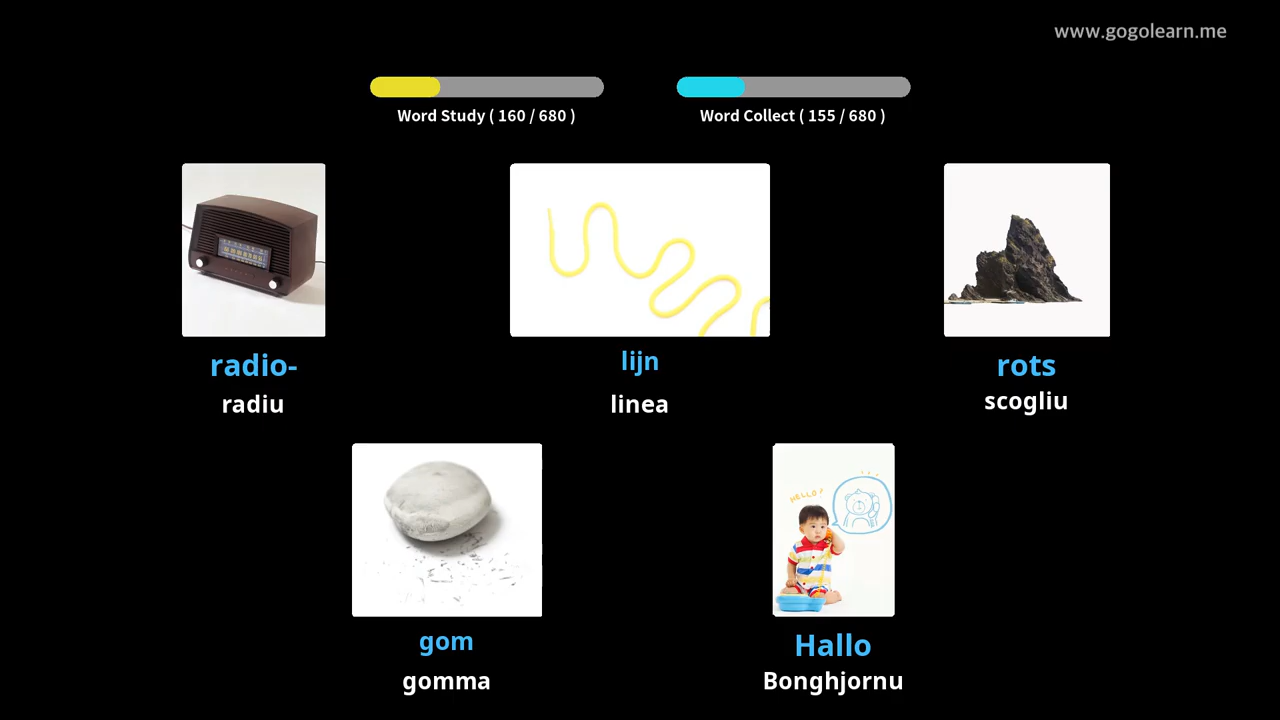 www.gogolearn.me
Word Study ( 160 / 680 )
Word Collect ( 155 / 680 )
radio-
radiu
lijn
linea
rots
scogliu
HELLO?
gom
gomma
Hallo
Bonghjornu